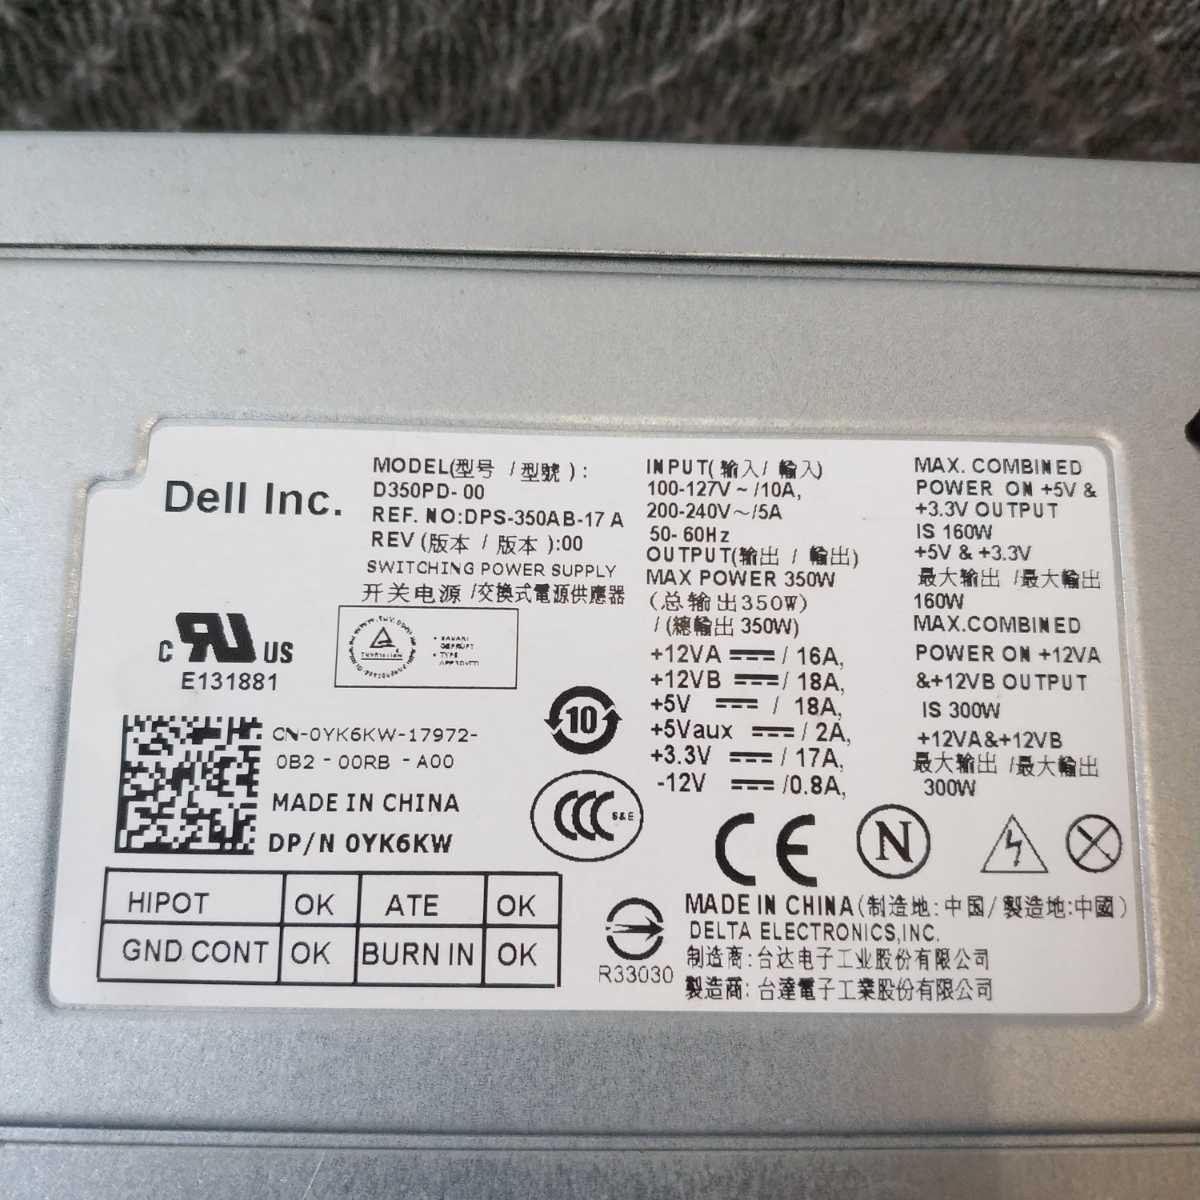 Dell Inc.
MODEL(型号 / 型號 ) :
D350PD- 00
REF. NO:DPS-350AB-17 A
REV (版本 / 版本 ):00
SWITCHING POWER SUPPLY
开关电源 /交換式電源供應器
C US
E131881
CN-0YK6KW-17972-
0B2 - 00RB - A00
MADE IN CHINA
DP/N 0YK6KW
HIPOT OK ATE OK
GND CONT OK BURN IN OK
INPUT( 输入 / 輸入)
100-127V ~ /10A,
200-240V ~ /5A
50- 60Hz
OUTPUT(输出 / 輸出)
MAX POWER 350W
(总输出350W)
/ (總輸出 350W)
+12VA / 16A,
+12VB / 18A,
+5V / 18A,
+5Vaux / 2A,
+3.3V / 17A,
-12V /0.8A,
MAX. COMBINED
POWER ON +5V &
+3.3V OUTPUT
IS 160W
+5V & +3.3V
最大输出 /最大輸出
160W
MAX.COMBINED
POWER ON +12VA
&+12VB OUTPUT
IS 300W
+12VA&+12VB
最大输出 /最大輸出
300W
10
CCC S&E
CE
N
R33030
MADE IN CHINA(制造地: 中国/ 製造地:中國)
DELTA ELECTRONICS,INC.
制造商: 台达电子工业股份有限公司
製造商: 台達電子工業股份有限公司